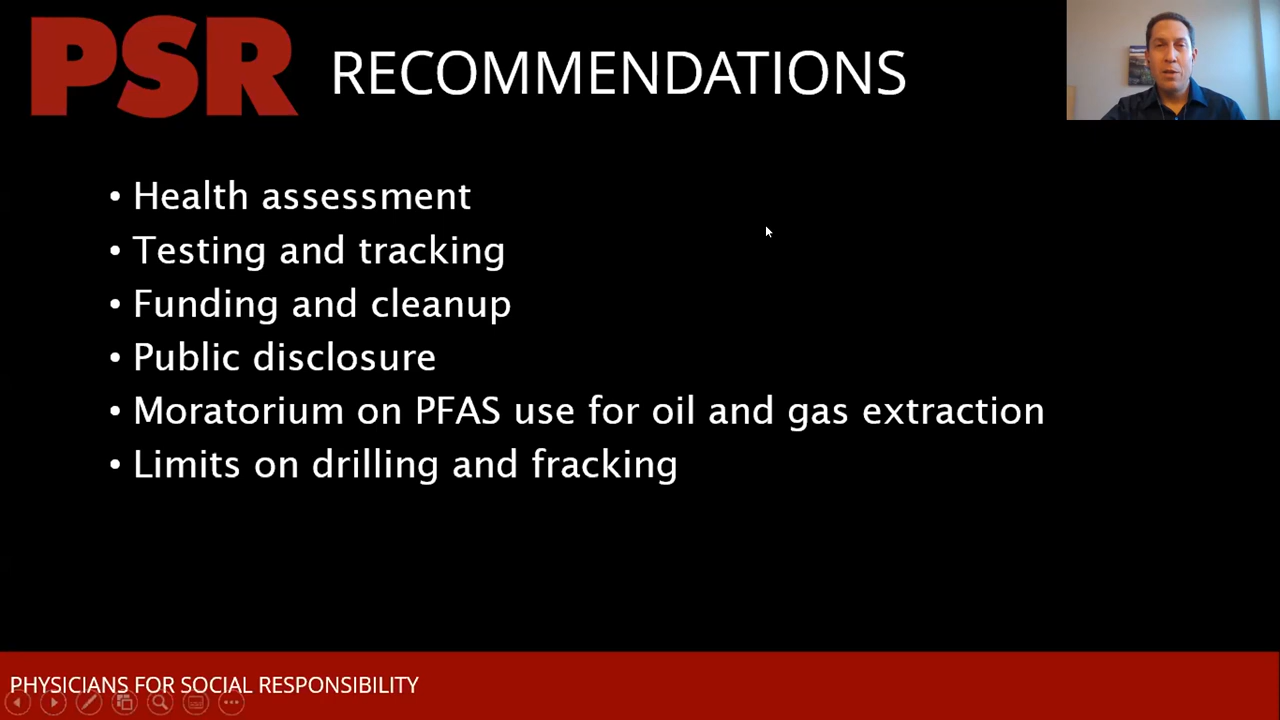 PSR RECOMMENDATIONS
• Health assessment
• Testing and tracking
• Funding and cleanup
• Public disclosure
• Moratorium on PFAS use for oil and gas extraction
• Limits on drilling and fracking
PHYSICIANS FOR SOCIAL RESPONSIBILITY